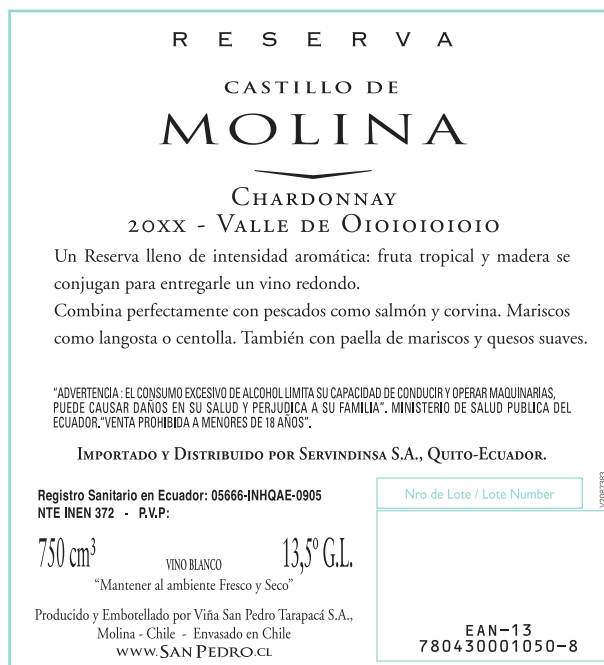 RESERVA
CASTILLO DE
MOLINA
CHARDONNAY
20XX - VALLE DE OIOIOIOIOIO
Un Reserva lleno de intensidad aromática: fruta tropical y madera se
conjugan para entregarle un vino redondo.
Combina perfectamente con pescados como salmón y corvina. Mariscos
como langosta o centolla. También con paella de mariscos y quesos suaves.
"ADVERTENCIA : EL CONSUMO EXCESIVO DE ALCOHOL LIMITA SU CAPACIDAD DE CONDUCIR Y OPERAR MAQUINARIAS,
PUEDE CAUSAR DAÑOS EN SU SALUD Y PERJUDICA A SU FAMILIA". MINISTERIO DE SALUD PUBLICA DEL
ECUADOR."VENTA PROHIBIDA A MENORES DE 18 AÑOS".
IMPORTADO Y DISTRIBUIDO POR SERVINDINSA S.A., QUITO-ECUADOR.
Registro Sanitario en Ecuador: 05666-INHQAE-0905
NTE INEN 372 - P.V.P:
750 cm³ VINO BLANCO 13,5º G.L.
"Mantener al ambiente Fresco y Seco"
Producido y Embotellado por Viña San Pedro Tarapacá S.A.,
Molina - Chile - Envasado en Chile
WWW.SAN PEDRO.CL
Nro de Lote / Lote Number
V2087383
EAN-13
780430001050-8